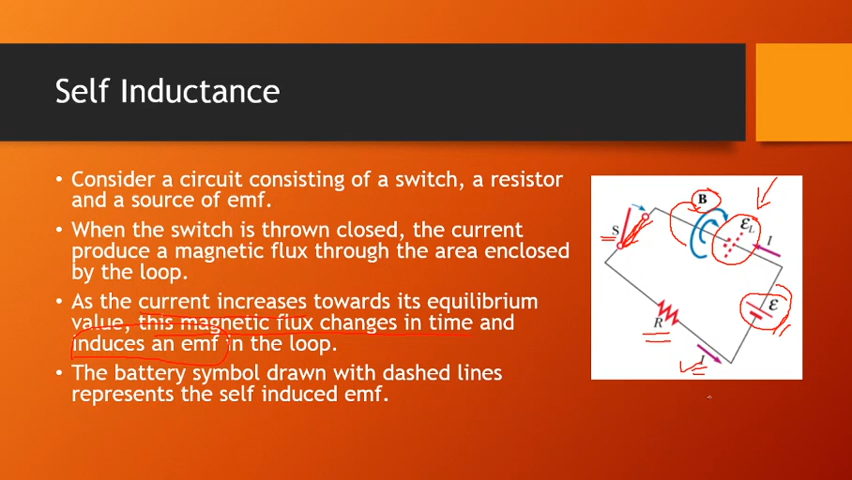 Self Inductance
• Consider a circuit consisting of a switch, a resistor
and a source of emf.
• When the switch is thrown closed, the current
produce a magnetic flux through the area enclosed
by the loop.
• As the current increases towards its equilibrium
value, this magnetic flux changes in time and
induces an emf in the loop.
• The battery symbol drawn with dashed lines
represents the self induced emf.
B
S
ℰL
I
ℰ
R
I